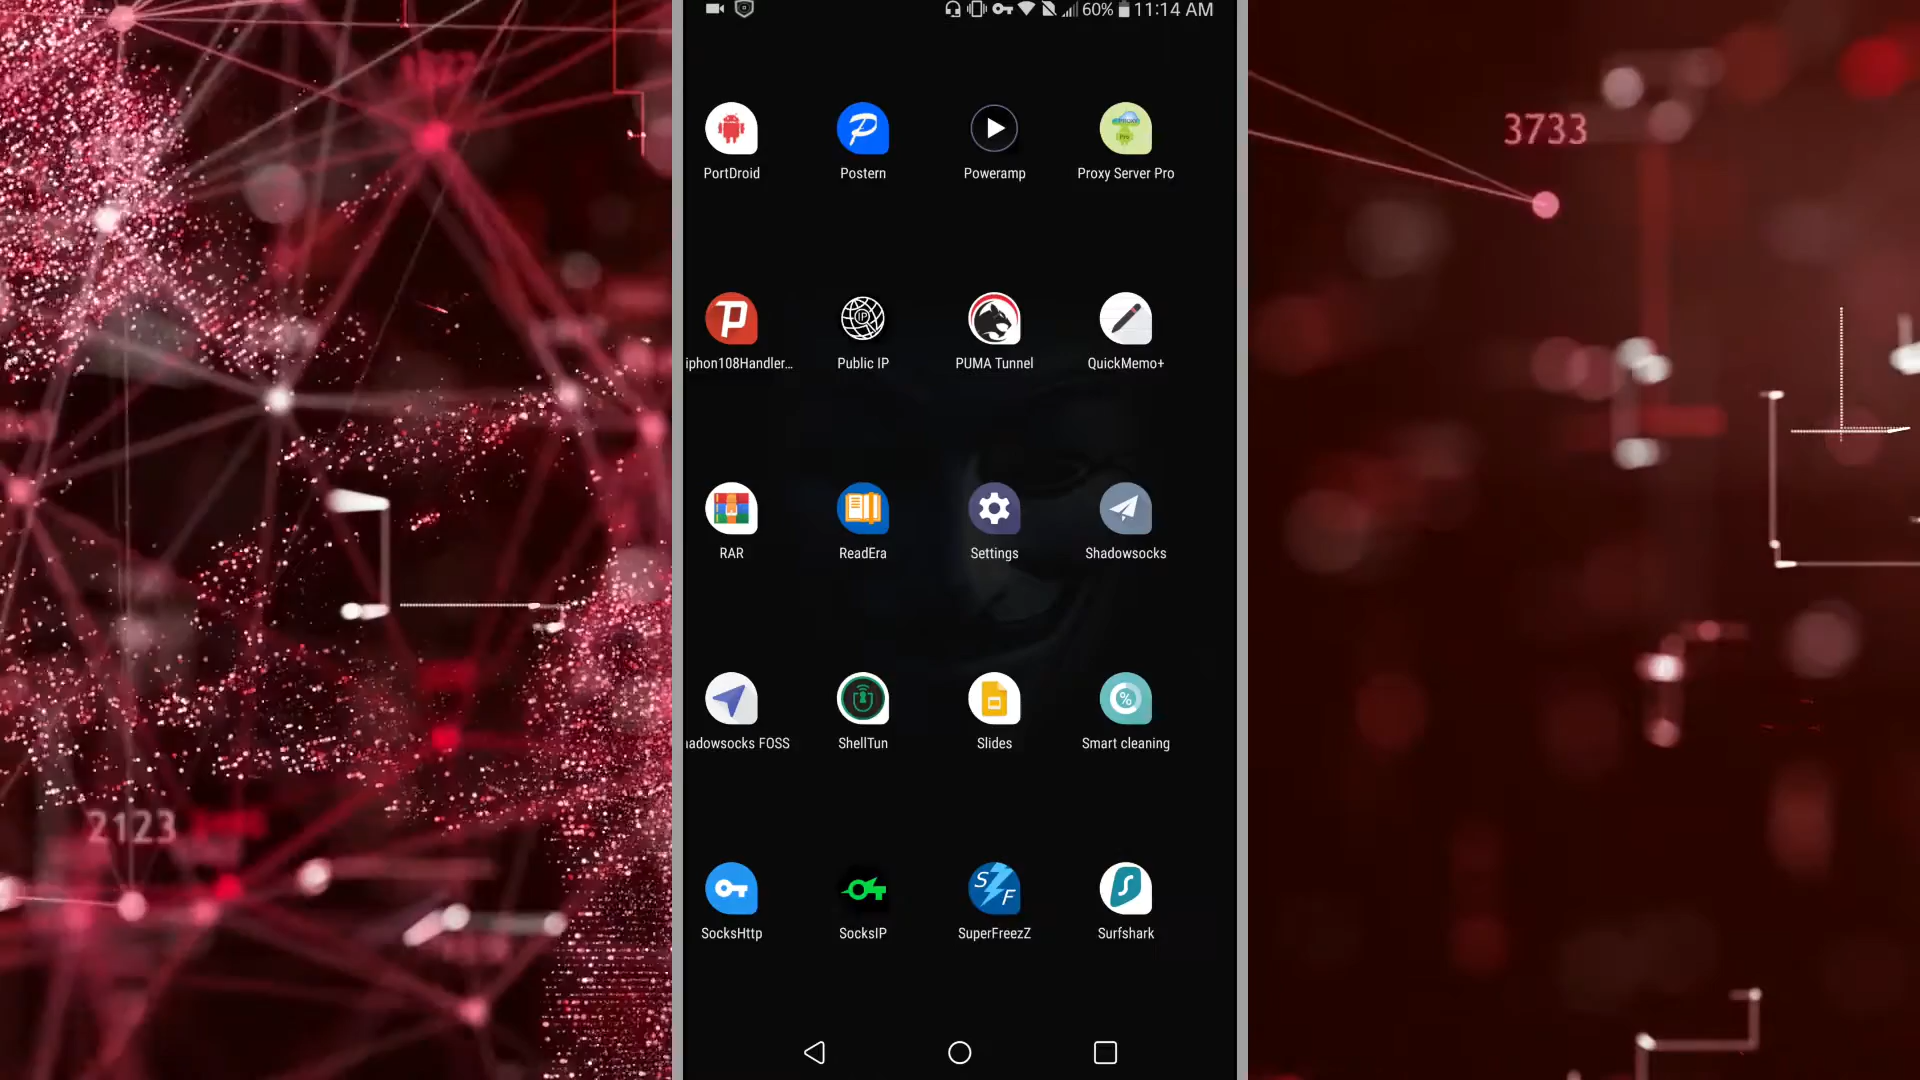 60% 11:14 AM
3733
PortDroid Postern Poweramp Proxy Server Pro
iphon108Handler... Public IP PUMA Tunnel QuickMemo+
RAR ReadEra Settings Shadowsocks
adowsocks FOSS ShellTun Slides Smart cleaning
2123
SocksHttp SocksIP SuperFreezZ Surfshark